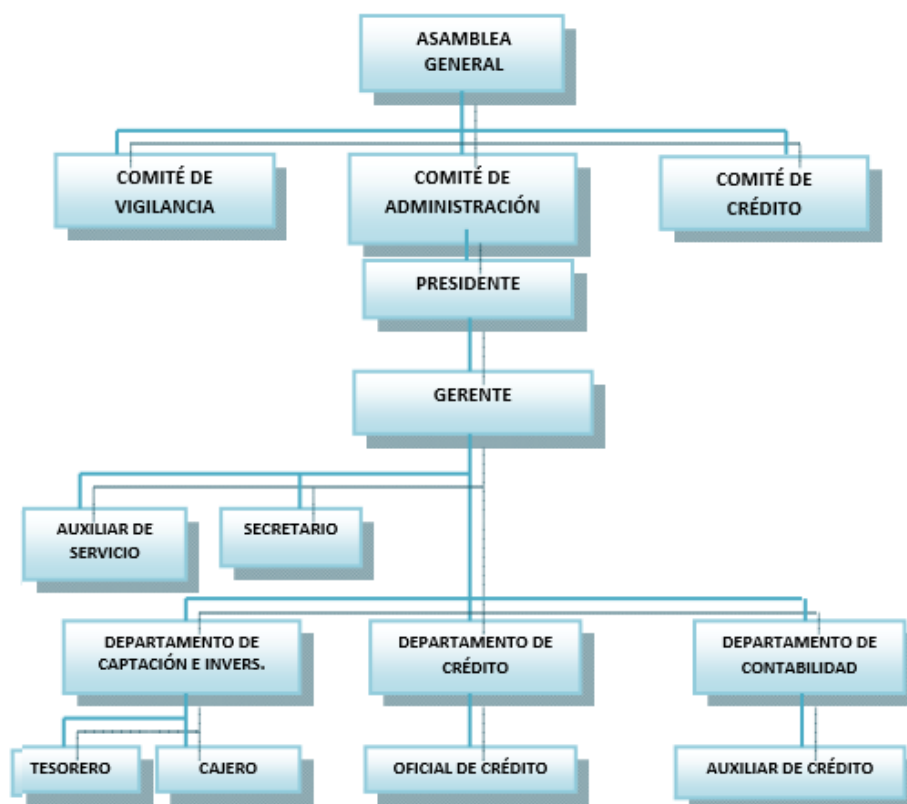 ASAMBLEA
GENERAL
COMITÉ DE
VIGILANCIA
COMITÉ DE
ADMINISTRACIÓN
COMITÉ DE
CRÉDITO
PRESIDENTE
GERENTE
AUXILIAR DE
SERVICIO
SECRETARIO
DEPARTAMENTO DE
CAPTACIÓN E INVERS.
DEPARTAMENTO DE
CRÉDITO
DEPARTAMENTO DE
CONTABILIDAD
TESORERO
CAJERO
OFICIAL DE CRÉDITO
AUXILIAR DE CRÉDITO